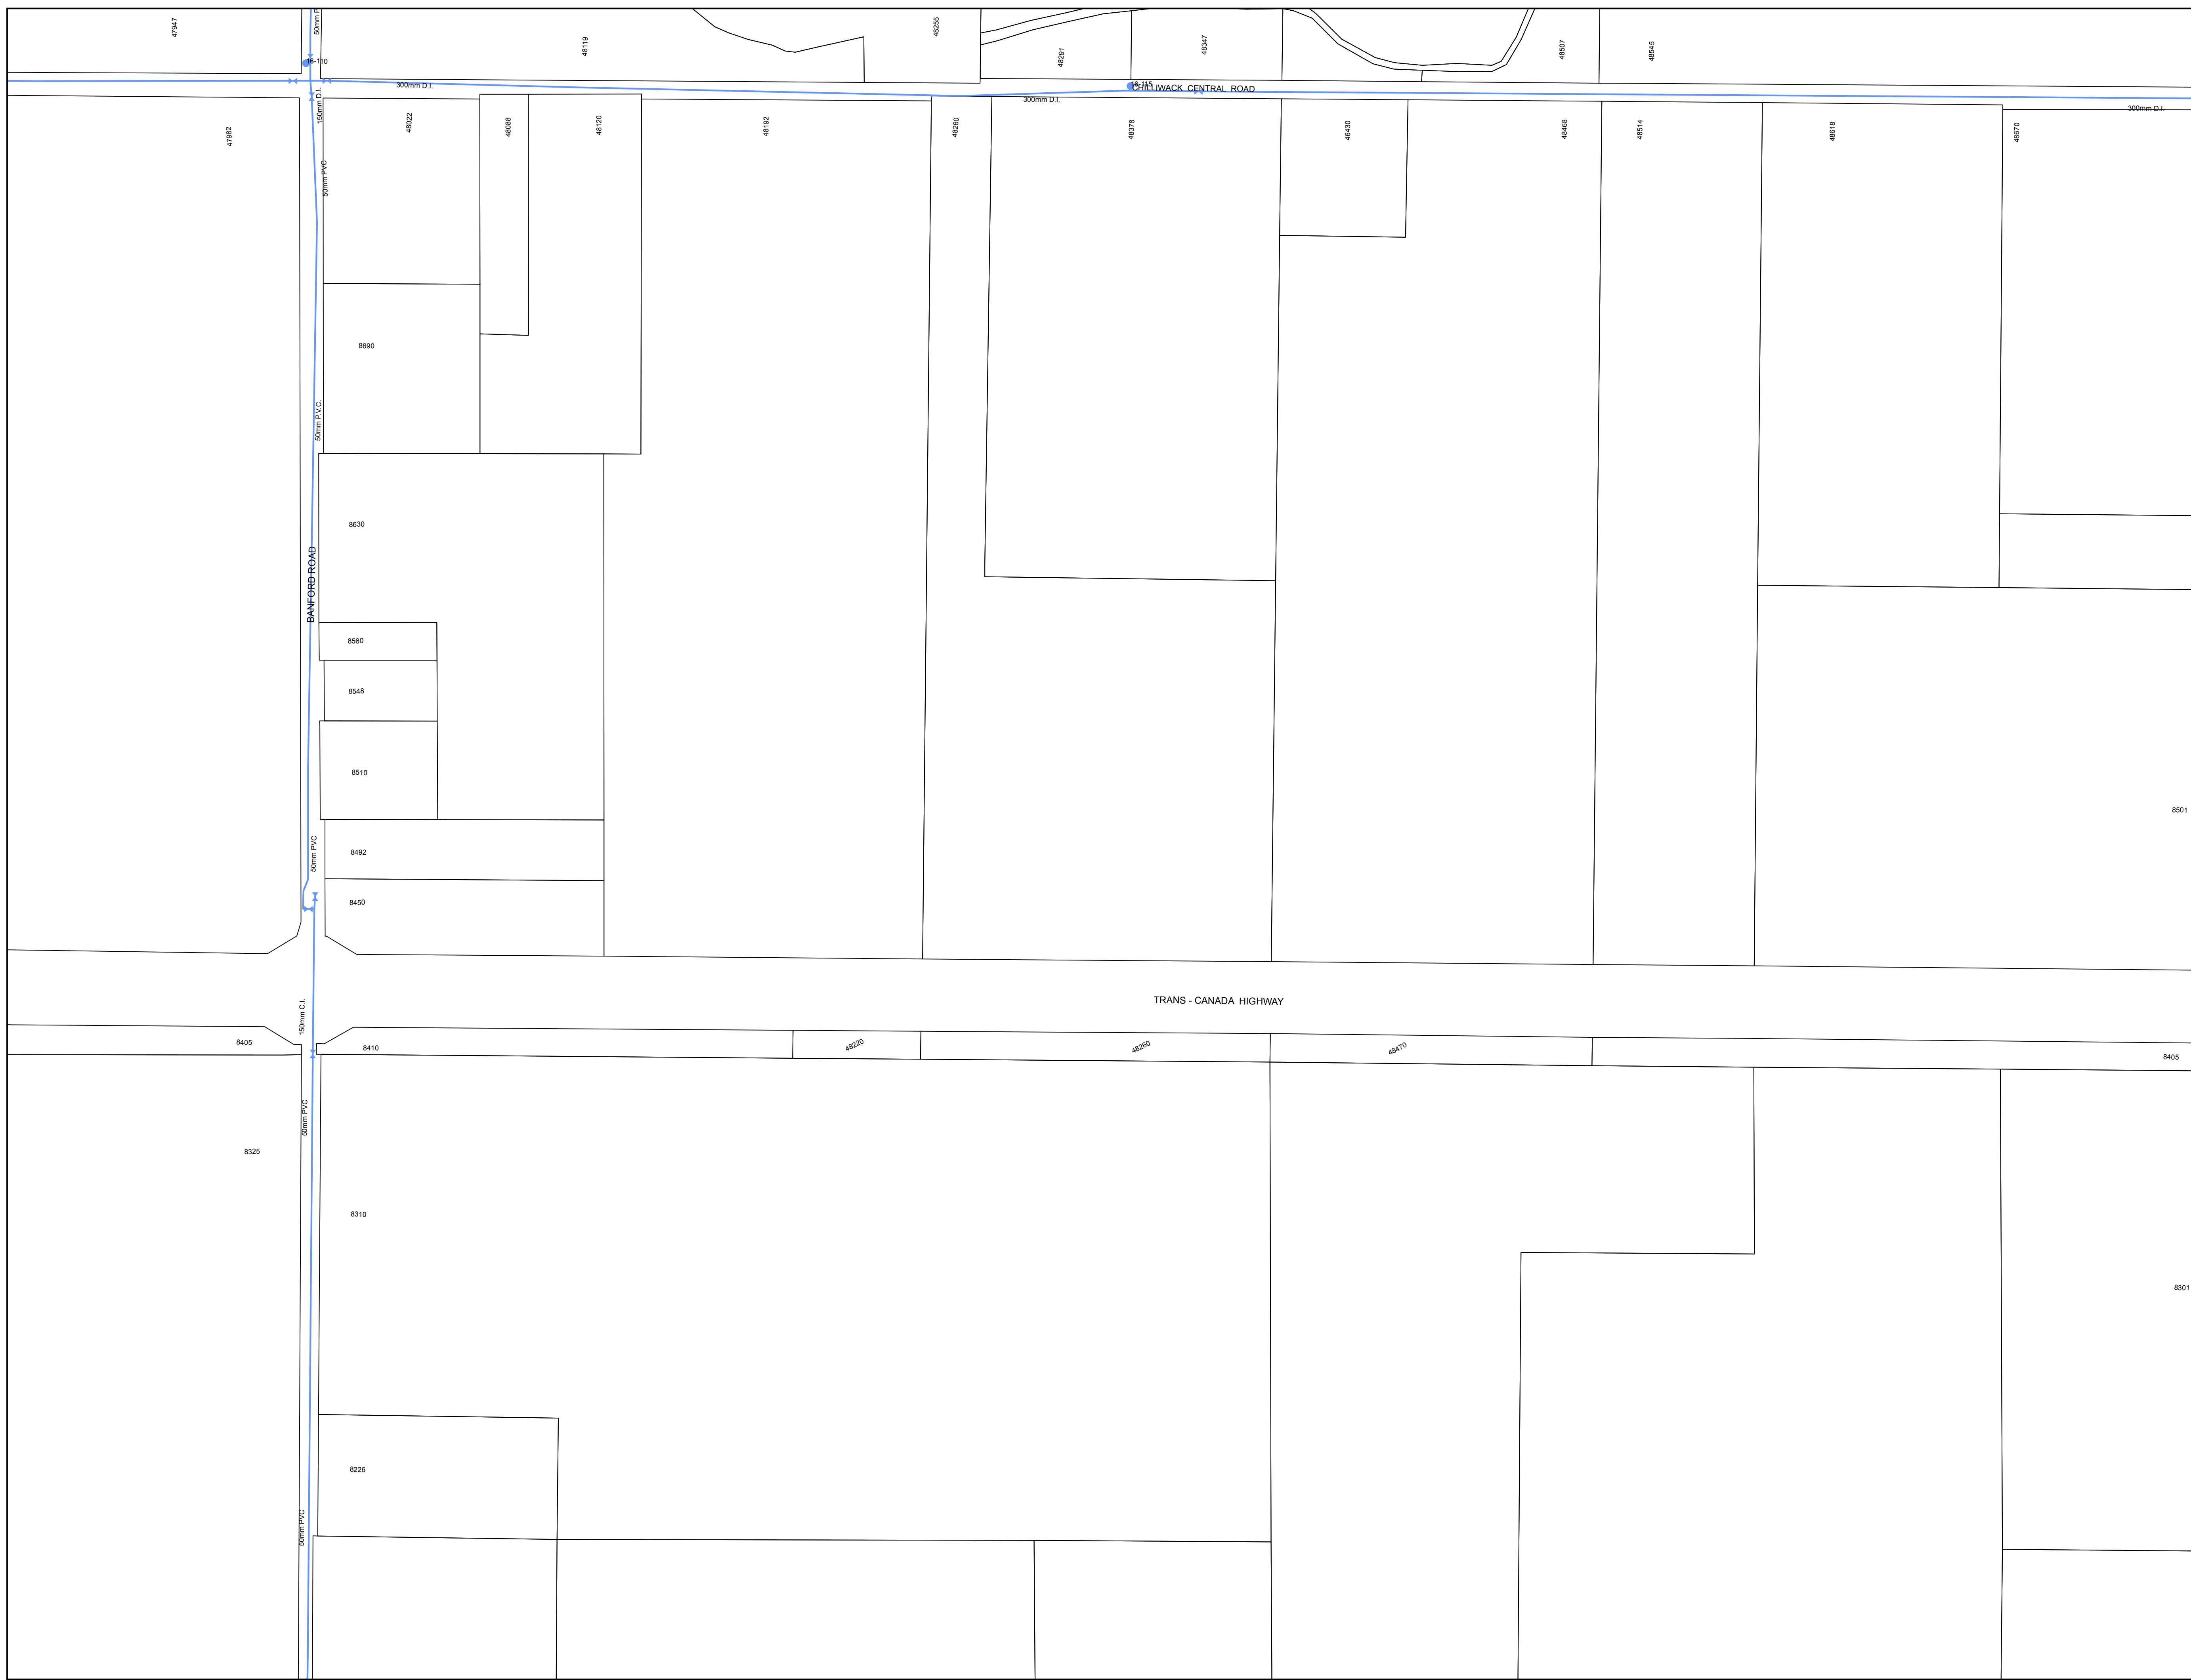 47947
50mm P
48119
48255
48291
48347
48507
48545
16-110
300mm D.I.
16-115
CHILLIWACK CENTRAL ROAD
300mm D.I.
300mm D.I.
150mm D.I.
47982
48022
48088
48120
48192
48260
48378
46430
48468
48514
48618
48670
50mm PVC
8690
50mm P.V.C.
8630
BANFORD ROAD
8560
8548
8510
8501
50mm PVC
8492
8450
TRANS - CANADA HIGHWAY
150mm C.I.
8405
8410
48220
48260
48470
8405
50mm PVC
8325
8310
8301
8226
50mm PVC